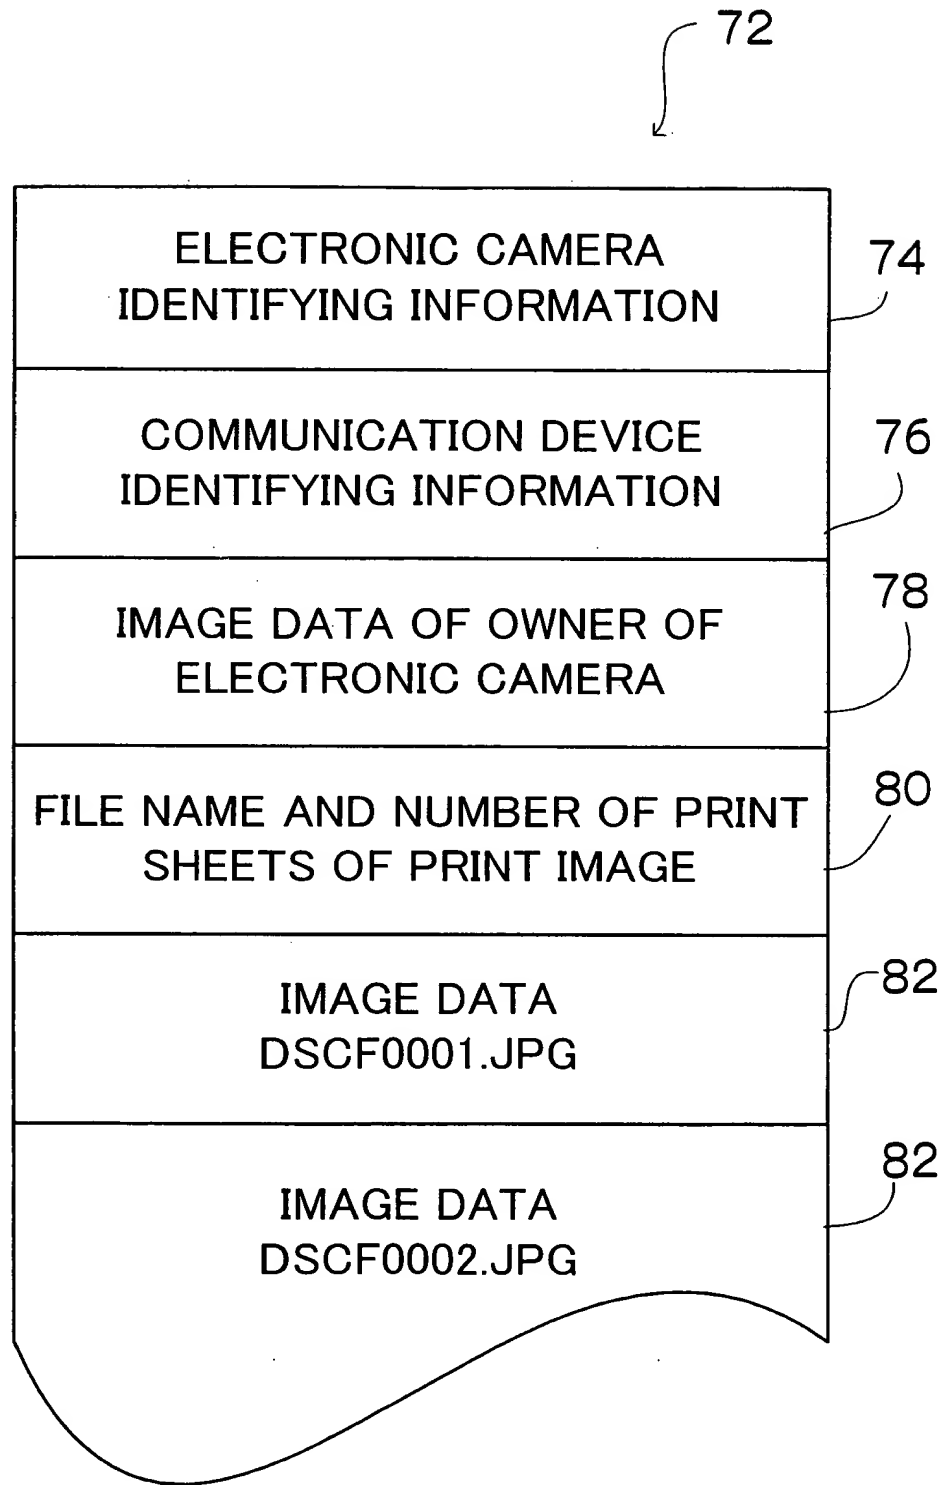 72
ELECTRONIC CAMERA
IDENTIFYING INFORMATION
74
COMMUNICATION DEVICE
IDENTIFYING INFORMATION
76
IMAGE DATA OF OWNER OF
ELECTRONIC CAMERA
78
FILE NAME AND NUMBER OF PRINT
SHEETS OF PRINT IMAGE
80
IMAGE DATA
DSCF0001.JPG
82
IMAGE DATA
DSCF0002.JPG
82